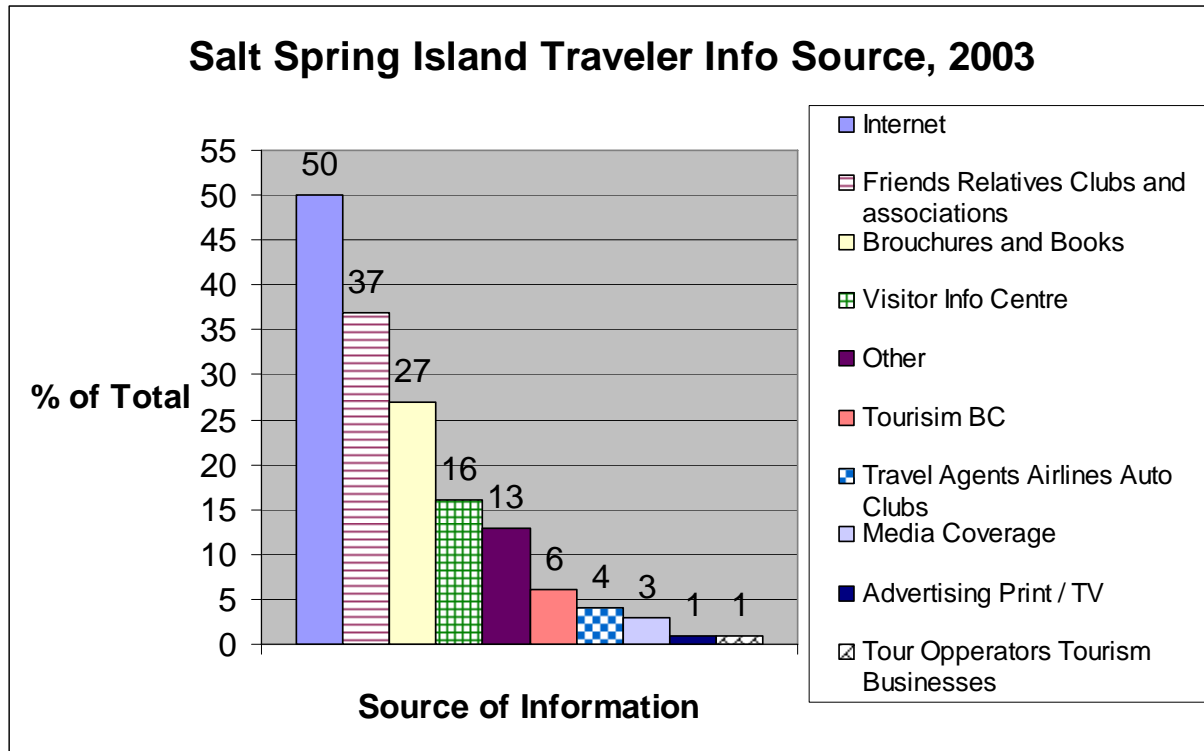 Salt Spring Island Traveler Info Source, 2003
% of Total
55
50
45
40
35
30
25
20
15
10
5
0
50
37
27
16
13
6
4
3
1
1
Source of Information
Internet
Friends Relatives Clubs and
associations
Brouchures and Books
Visitor Info Centre
Other
Tourisim BC
Travel Agents Airlines Auto
Clubs
Media Coverage
Advertising Print / TV
Tour Opperators Tourism
Businesses